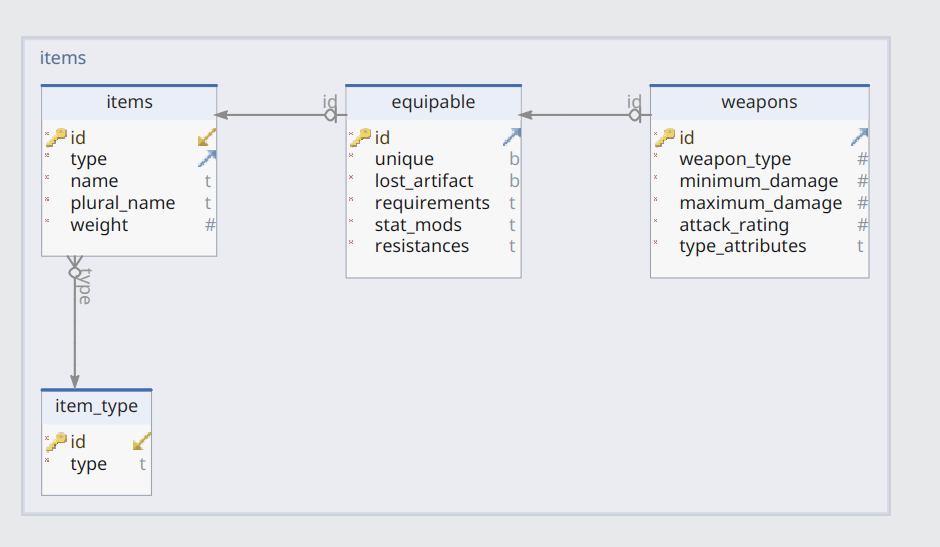 items
items
id
type
name t
plural_name t
weight #
id
equipable
id
unique b
lost_artifact b
requirements t
stat_mods t
resistances t
id
weapons
id
weapon_type #
minimum_damage #
maximum_damage #
attack_rating #
type_attributes t
type
item_type
id
type t